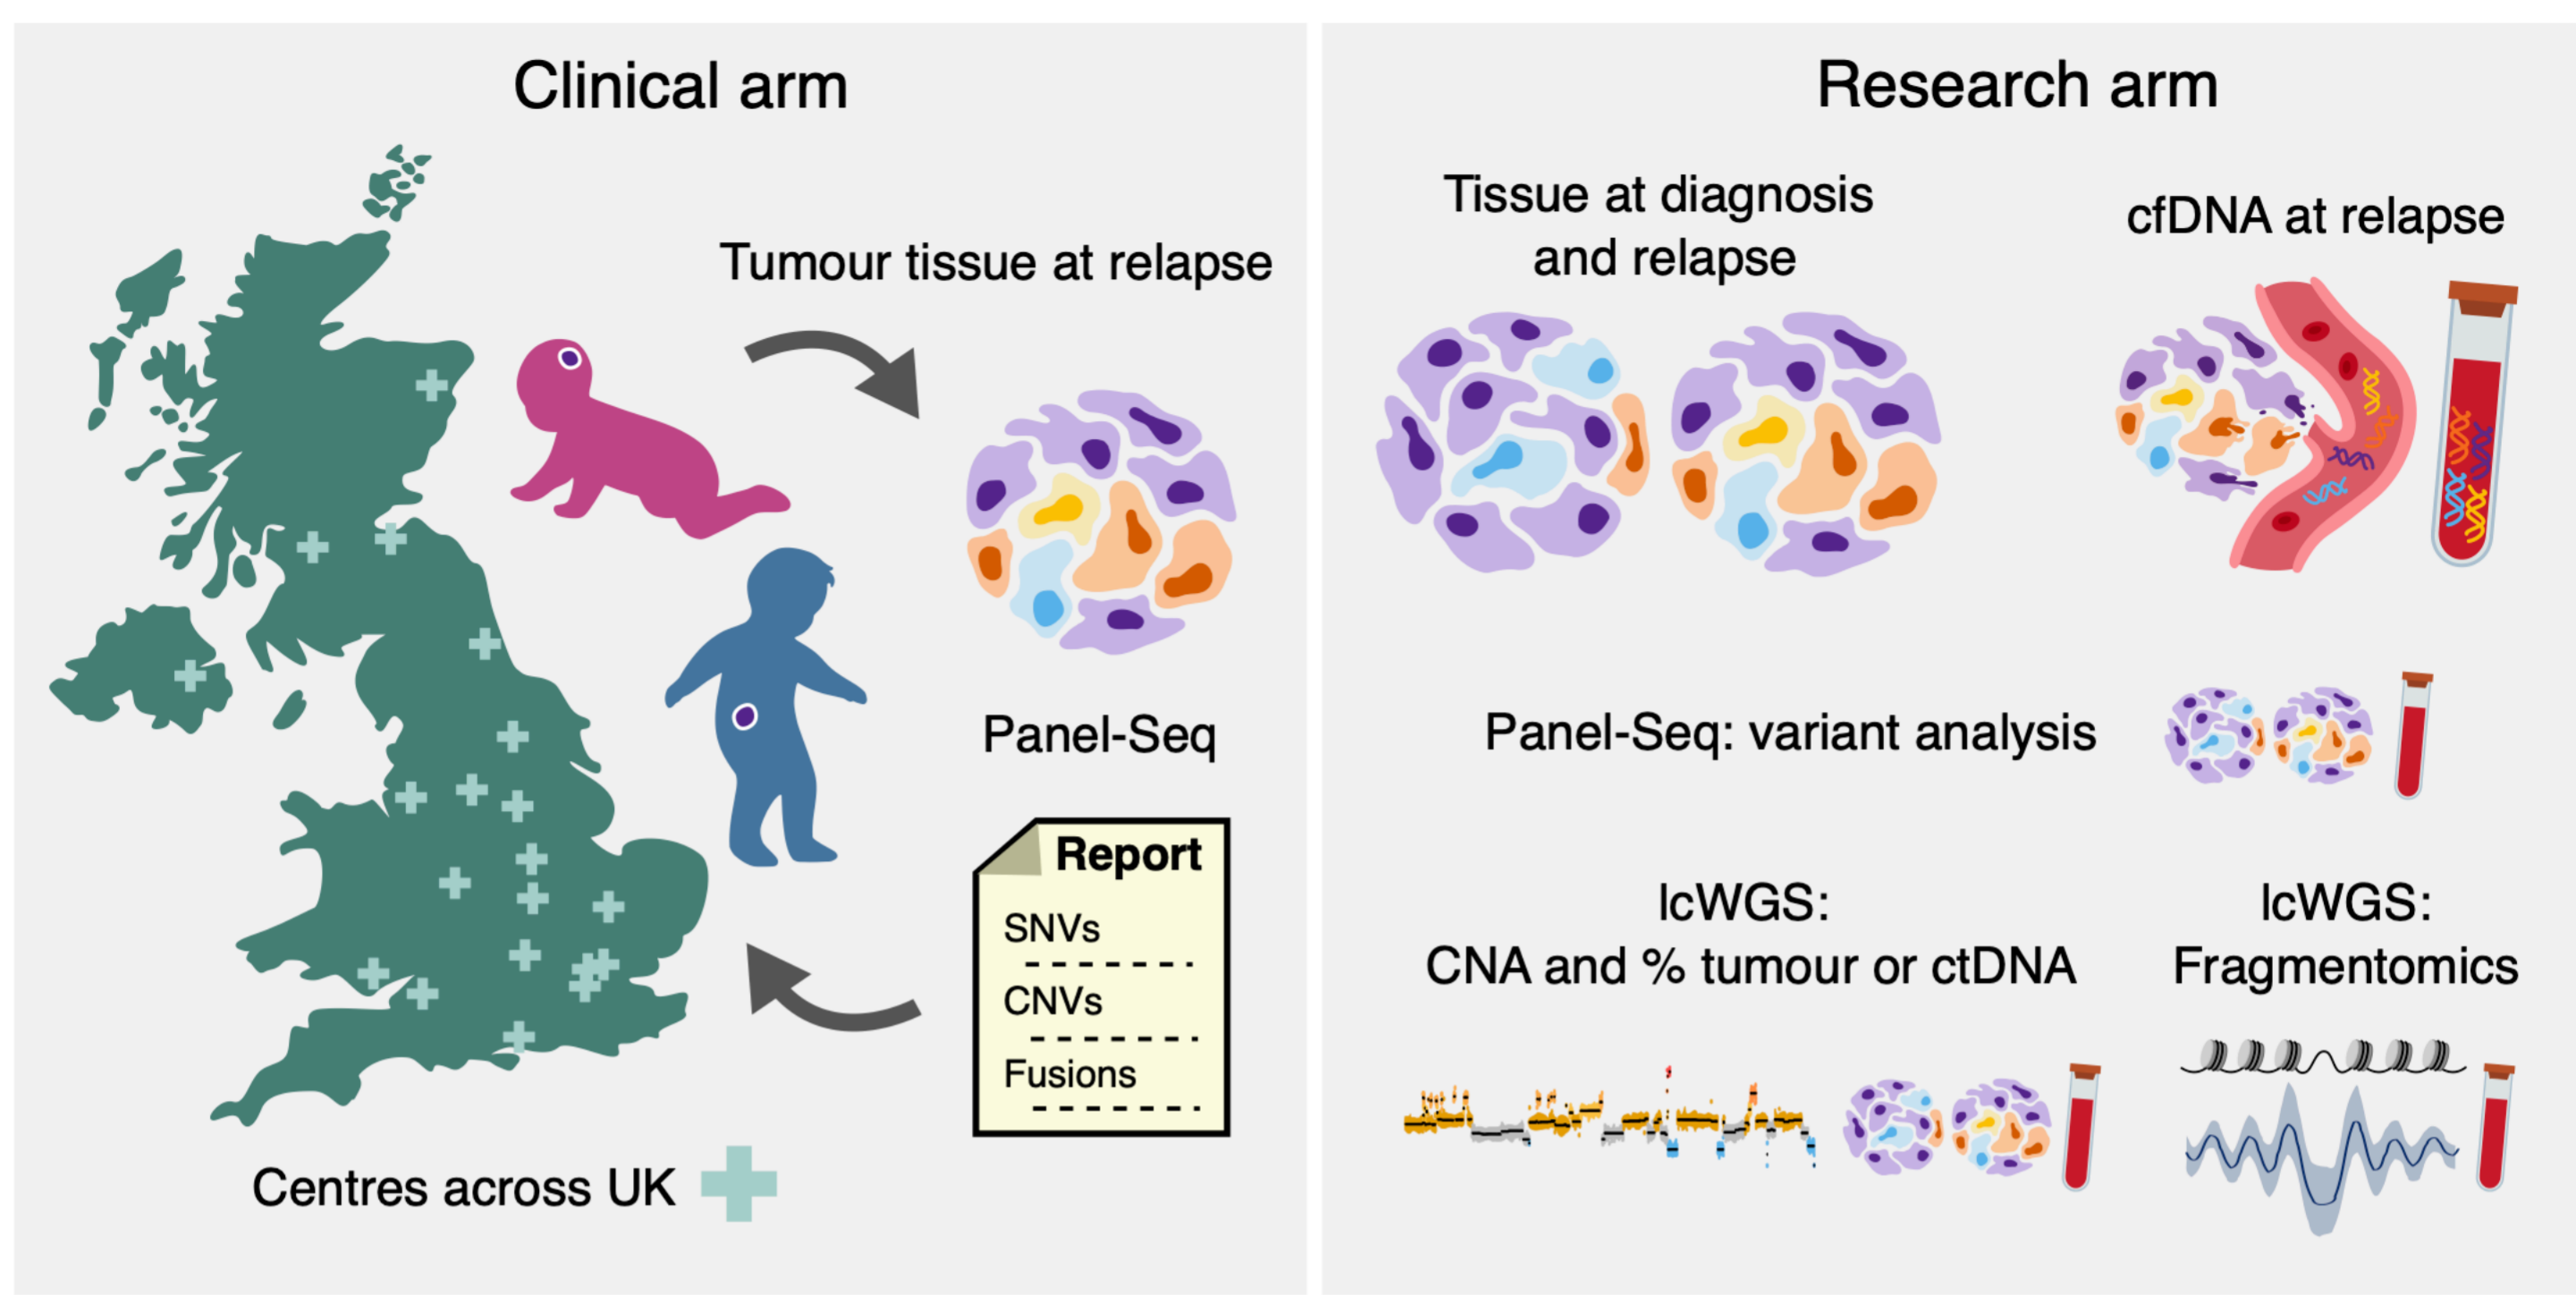 Clinical arm
Tumour tissue at relapse
Panel-Seq
Report
SNVs
CNVs
Fusions
Centres across UK
Research arm
Tissue at diagnosis
and relapse
cfDNA at relapse
Panel-Seq: variant analysis
lcWGS:
CNA and % tumour or ctDNA
lcWGS:
Fragmentomics